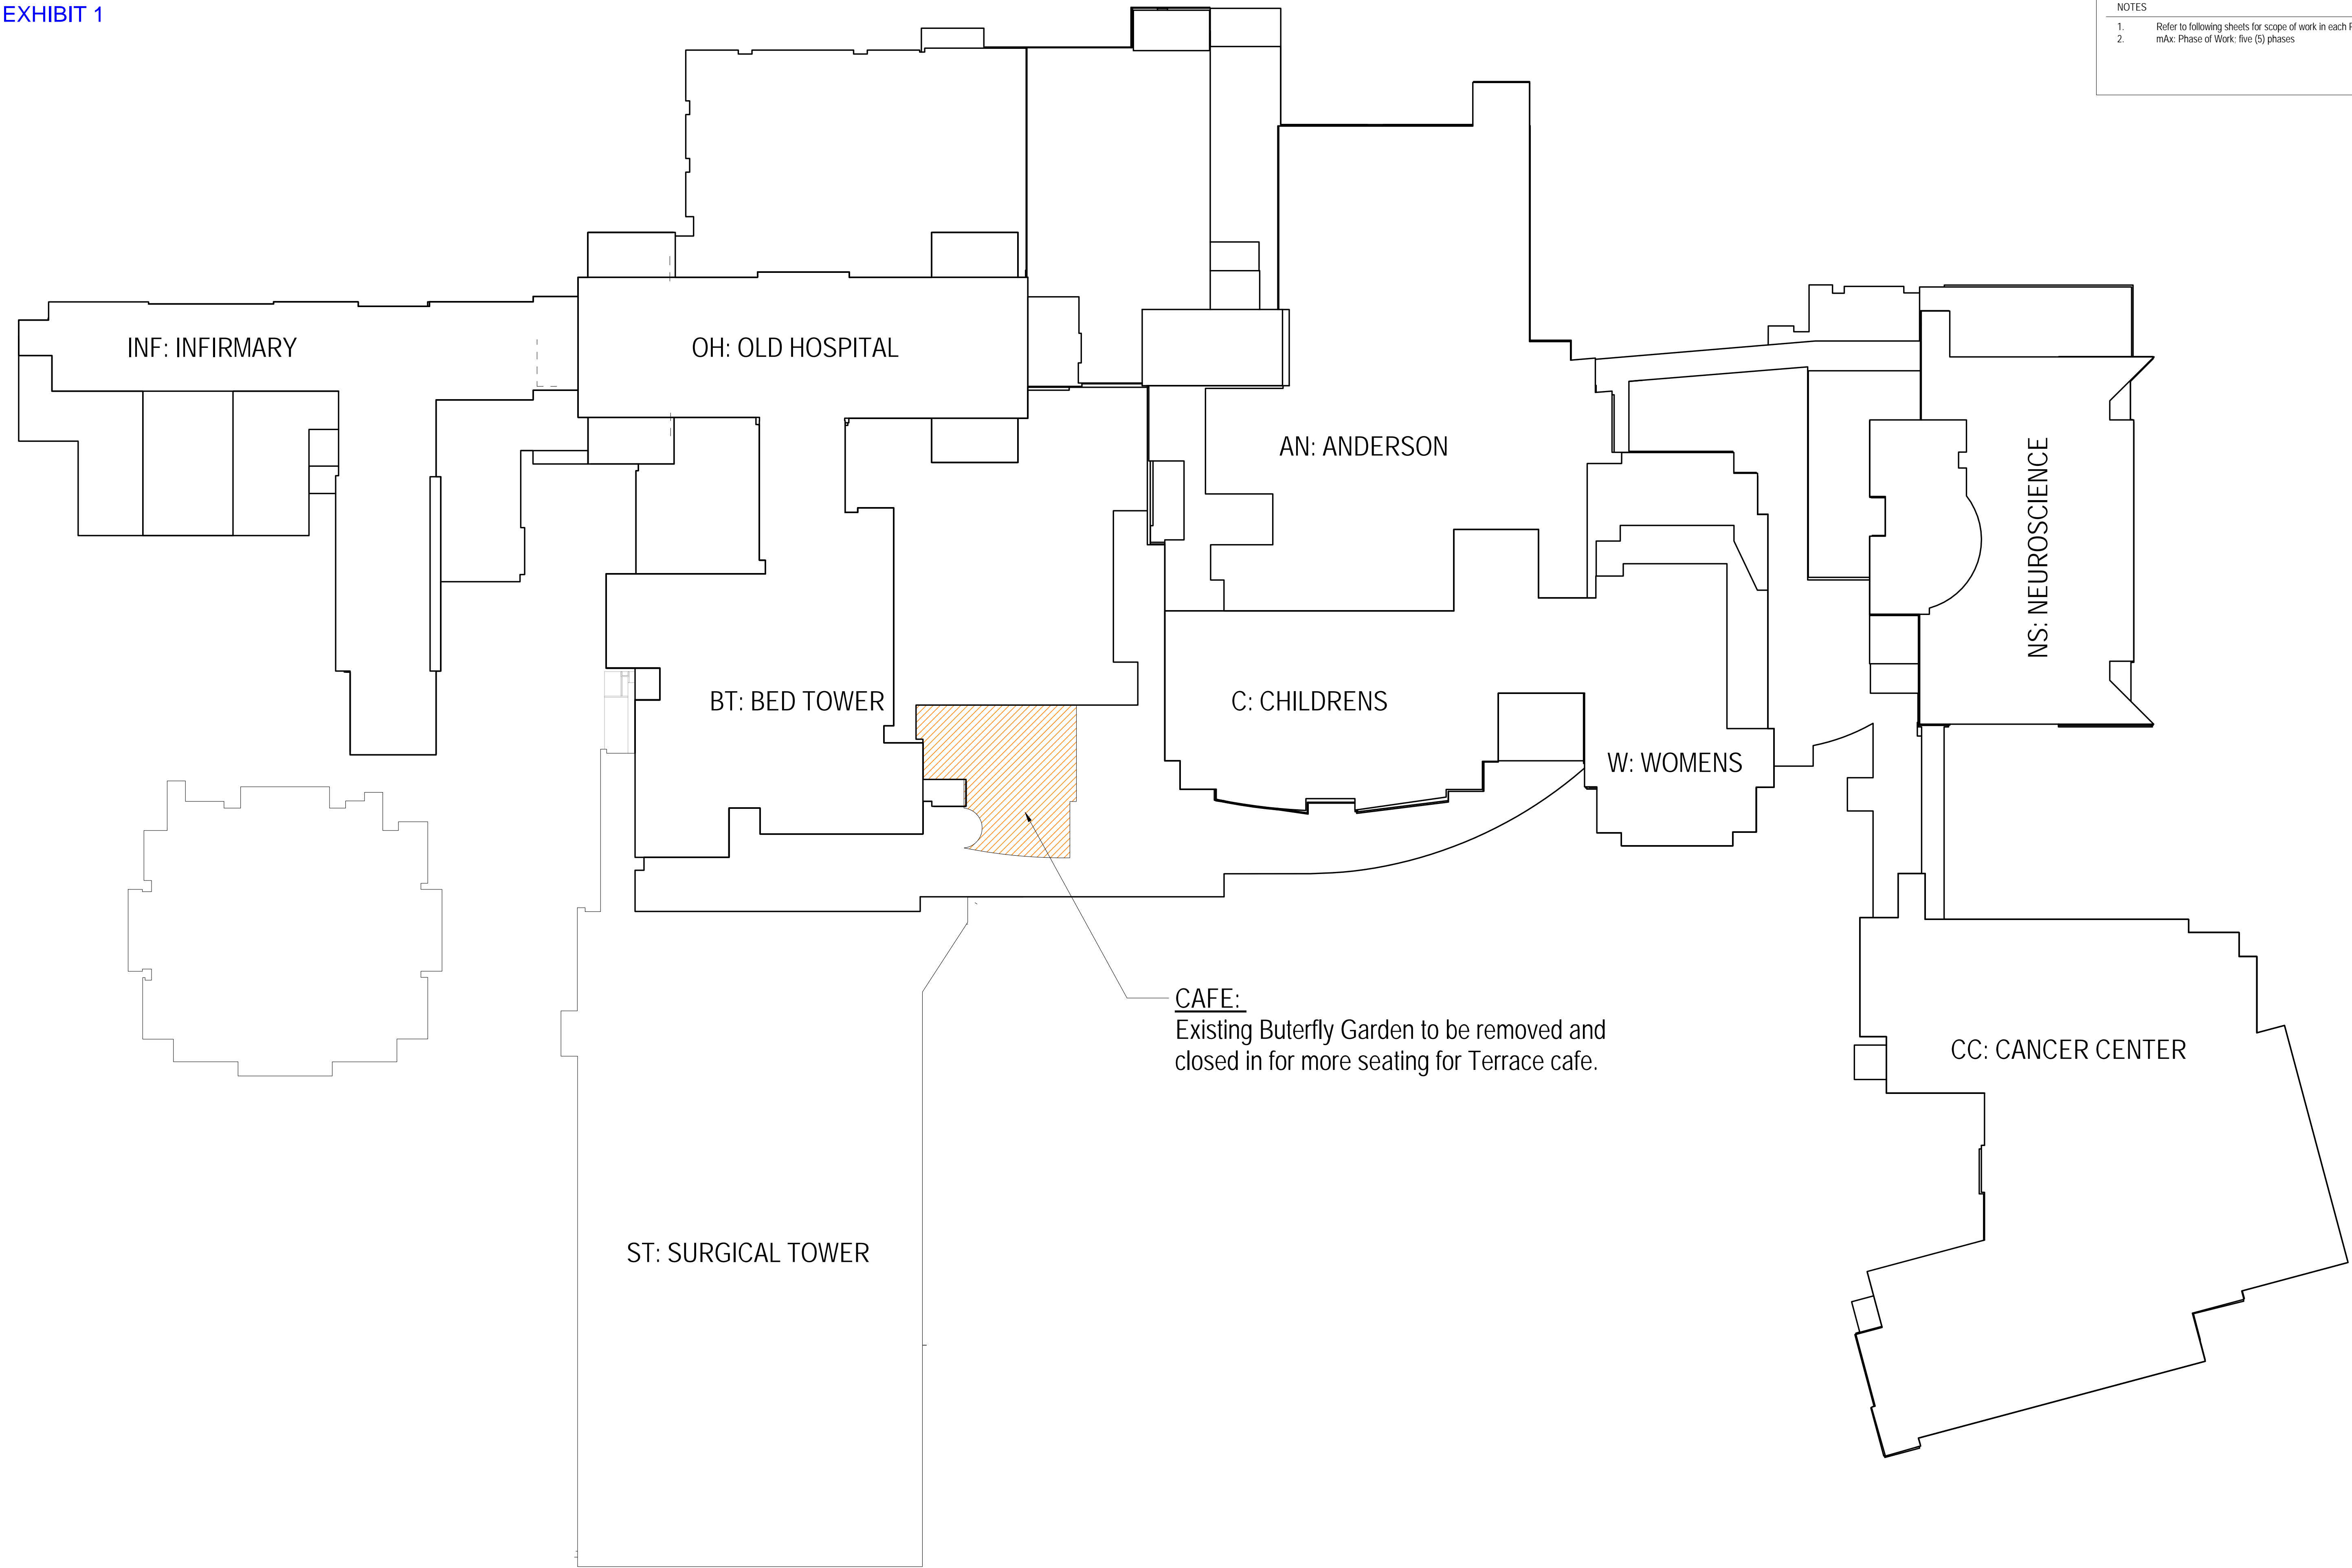 EXHIBIT 1
NOTES
1. Refer to following sheets for scope of work in each
2. mAx: Phase of Work; five (5) phases
INF: INFIRMARY
OH: OLD HOSPITAL
AN: ANDERSON
NS: NEUROSCIENCE
BT: BED TOWER
C: CHILDRENS
W: WOMENS
CAFE:
Existing Buterfly Garden to be removed and
closed in for more seating for Terrace cafe.
CC: CANCER CENTER
ST: SURGICAL TOWER